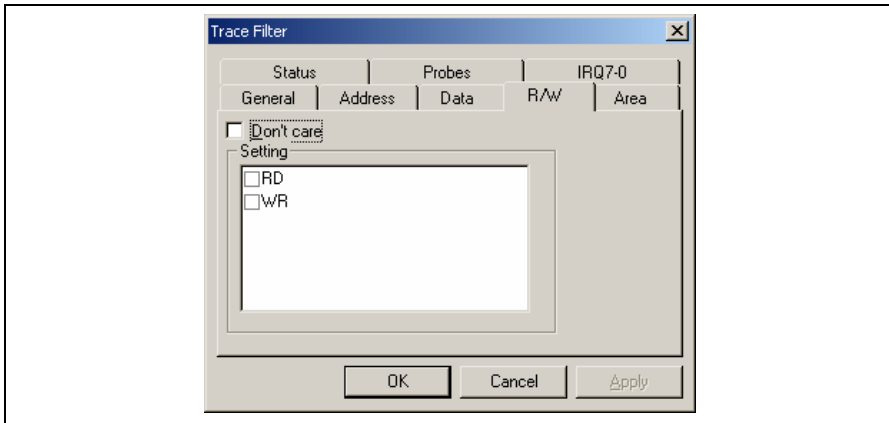 Trace Filter
Status Probes IRQ7-0
General Address Data R/W Area
Don't care
Setting
RD
WR
OK Cancel Apply